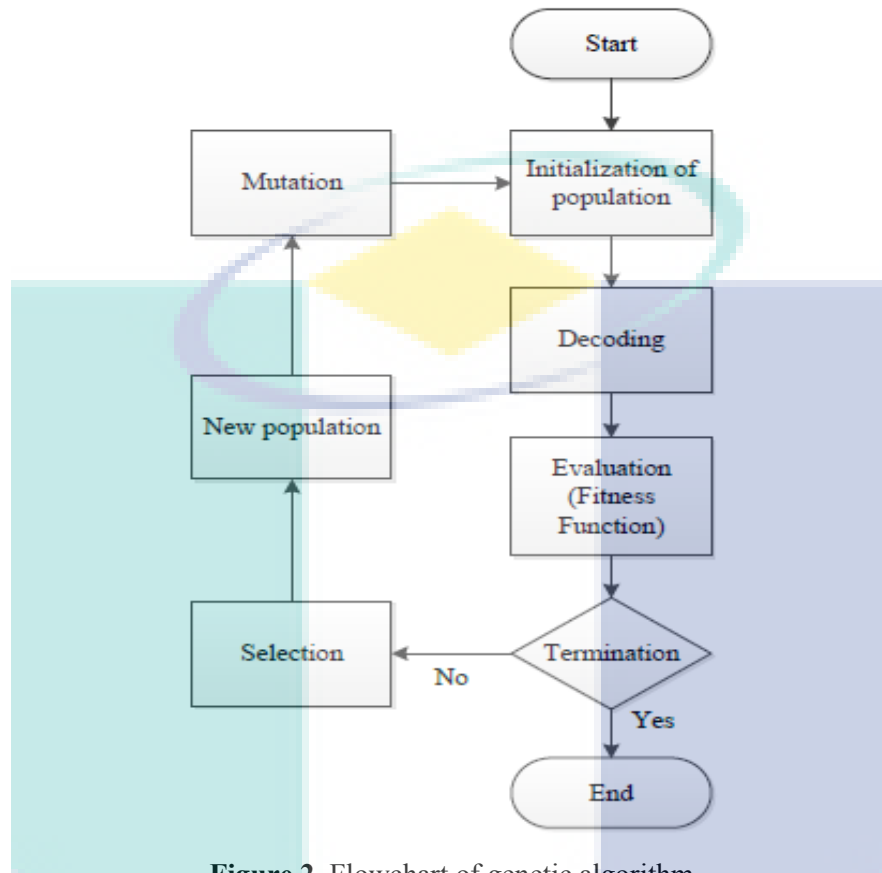 Start
Mutation
Initialization of
population
Decoding
New population
Evaluation
(Fitness
Function)
Selection
Termination
No
Yes
End
Figure 2. Flowchart of genetic algorithm